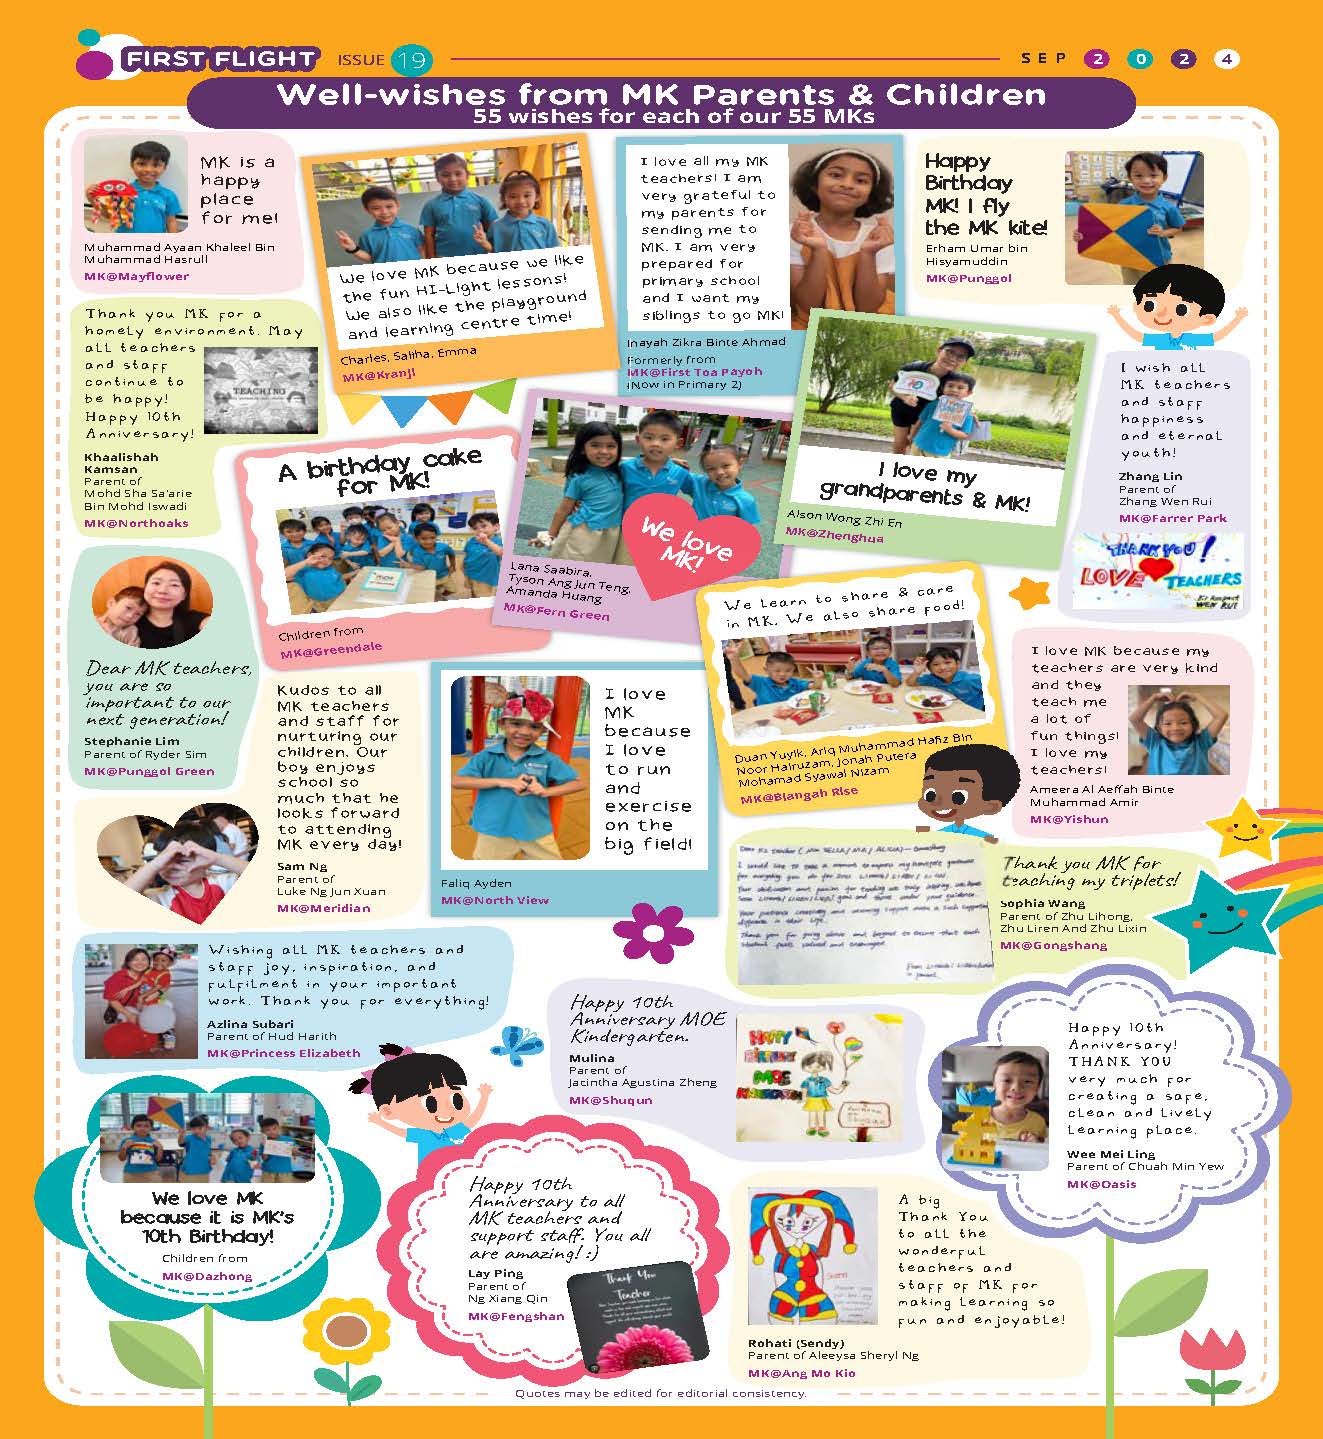 FIRST FLIGHT ISSUE 19
SEP 2024
Well-wishes from MK Parents & Children
55 wishes for each of our 55 MKs
MK is a
happy
place
for me!
Muhammad Ayaan Khaleel Bin
Muhammad Hasrull
MK@Mayflower
We love MK because we like
the fun HI-Light lessons!
We also like the playground
and learning centre time!
Charles, Saliha, Emma
MK@Kranji
I love all my MK
teachers! I am
very grateful to
my parents for
sending me to
MK. I am very
prepared for
primary school
and I want my
siblings to go MK!
Inayah Zikra Binte Ahmad
Formerly from
MK@First Toa Payoh
(Now in Primary 2)
Happy
Birthday
MK! I fly
the MK kite!
Erham Umar bin
Hisyamuddin
MK@Punggol
Thank you MK for a
homely environment. May
all teachers
and staff
continue to
be happy!
Happy 10th
Anniversary!
TEACHING
Khaalishah
Kamsan
Parent of
Mohd Sha Sa'arie
Bin Mohd Iswadi
MK@Northoaks
A birthday cake
for MK!
Children from
MK@Greendale
We love
MK!
Lana Saabira,
Tyson Ang Jun Teng,
Amanda Huang
MK@Fern Green
I love my
grandparents & MK!
Alson Wong Zhi En
MK@Zhenghua
I wish all
MK teachers
and staff
happiness
and eternal
youth!
Zhang Lin
Parent of
Zhang Wen Rui
MK@Farrer Park
THANK YOU!
LOVE TEACHERS
WEN RUI
Dear MK teachers,
you are so
important to our
next generation!
Stephanie Lim
Parent of Ryder Sim
MK@Punggol Green
Kudos to all
MK teachers
and staff for
nurturing our
children. Our
boy enjoys
school so
much that he
looks forward
to attending
MK every day!
Sam Ng
Parent of
Luke Ng Jun Xuan
MK@Meridian
I love
MK
because
I love
to run
and
exercise
on the
big field!
Faliq Ayden
MK@North View
We learn to share & care
in MK. We also share food!
Duan Yuyik, Ariq Muhammad Hafiz Bin
Noor Hairuzam, Jonah Putera
Mohamad Syawal Nizam
MK@Blangah Rise
I love MK because my
teachers are very kind
and they
teach me
a lot of
fun things!
I love my
teachers!
Ameera Al Aeffah Binte
Muhammad Amir
MK@Yishun
Thank you MK for
teaching my triplets!
Sophia Wang
Parent of Zhu Lihong,
Zhu Liren And Zhu Lixin
MK@Gongshang
Wishing all MK teachers and
staff joy, inspiration, and
fulfilment in your important
work. Thank you for everything!
Azlina Subari
Parent of Hud Harith
MK@Princess Elizabeth
Happy 10th
Anniversary MOE
Kindergarten.
Mulina
Parent of
Jacintha Agustina Zheng
MK@Shuqun
HAPPY
MOE
Happy 10th
Anniversary!
THANK YOU
very much for
creating a safe,
clean and lively
learning place.
Wee Mei Ling
Parent of Chuah Min Yew
MK@Oasis
We love MK
because it is MK's
10th Birthday!
Children from
MK@Dazhong
Happy 10th
Anniversary to all
MK teachers and
support staff. You all
are amazing! :)
Lay Ping
Parent of
Ng Xiang Qin
MK@Fengshan
Thank You
Teacher
A big
Thank You
to all the
wonderful
teachers and
staff of MK for
making learning so
fun and enjoyable!
Rohati (Sendy)
Parent of Aleeysa Sheryl Ng
MK@Ang Mo Kio
Quotes may be edited for editorial consistency.